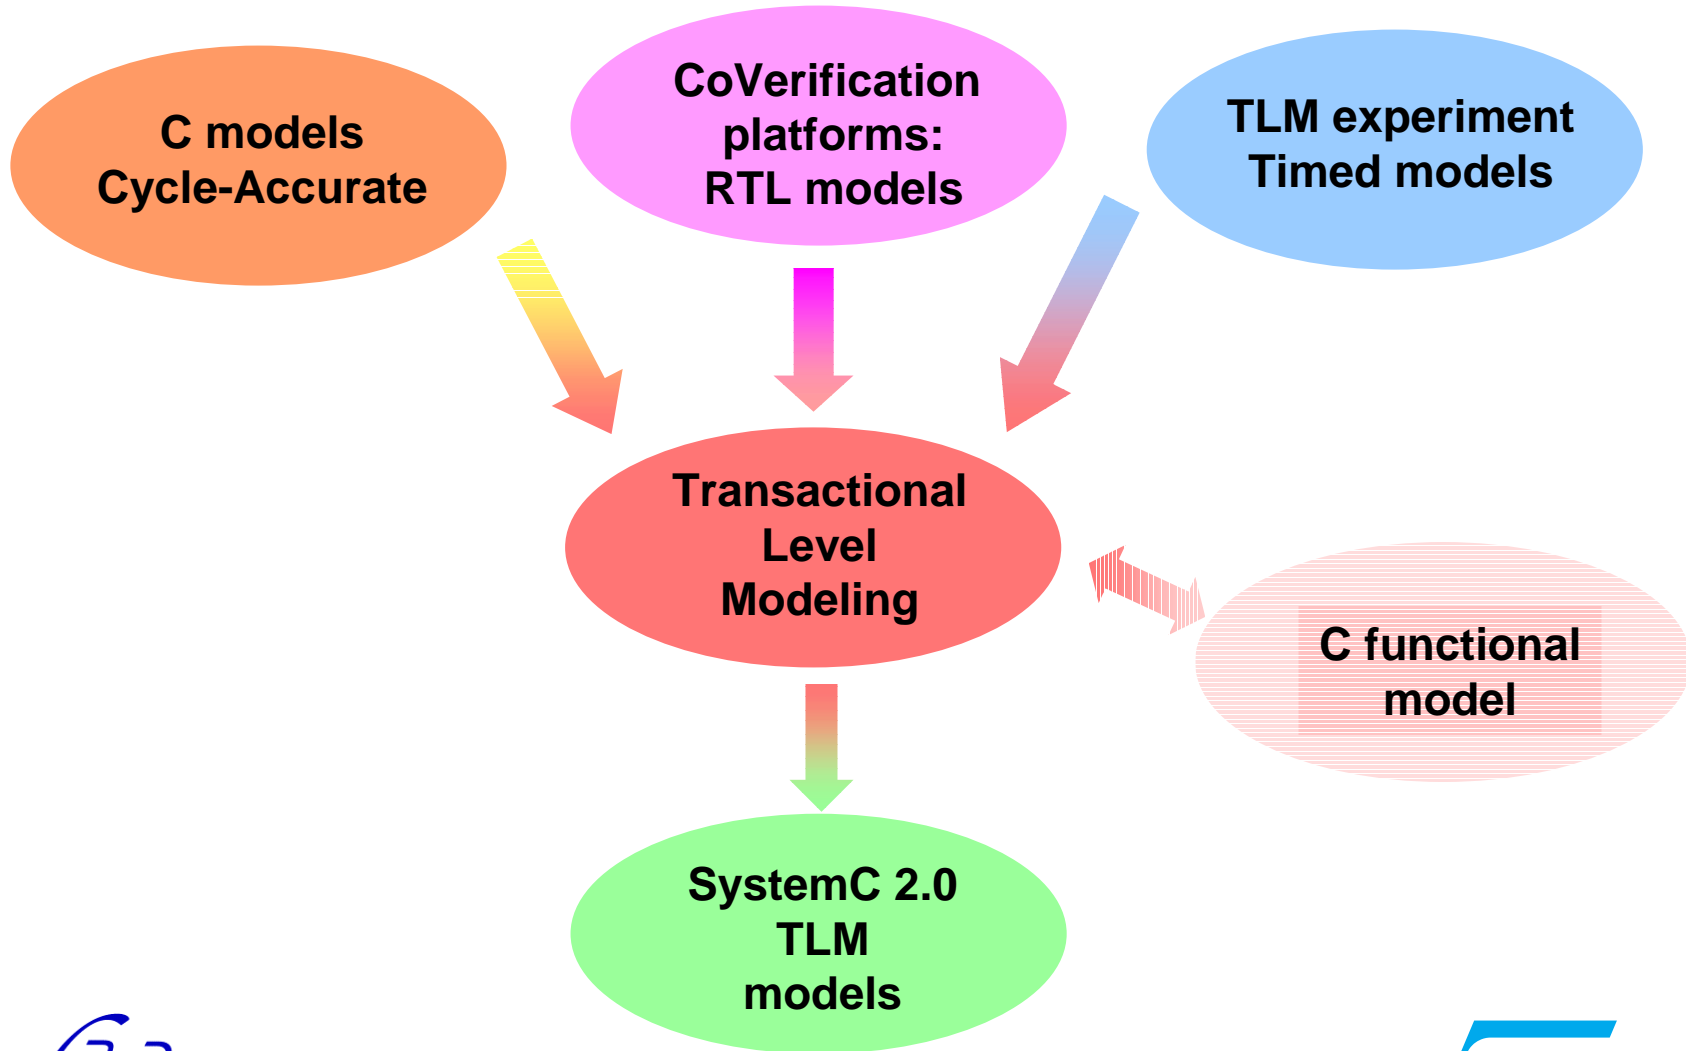 C models
Cycle-Accurate
CoVerification
platforms:
RTL models
TLM experiment
Timed models
Transactional
Level
Modeling
C functional
model
SystemC 2.0
TLM
models